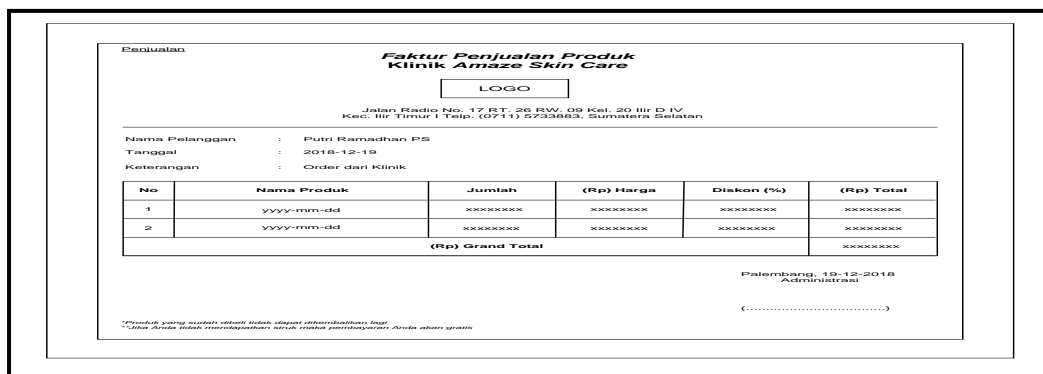 Penjualan
Faktur Penjualan Produk
Klinik Amaze Skin Care
LOGO
Jalan Radio No. 17 RT. 26 RW. 09 Kel. 20 Ilir D IV
Kec. Ilir Timur I Telp. (0711) 5733883, Sumatera Selatan
Nama Pelanggan : Putri Ramadhan PS
Tanggal : 2018-12-19
Keterangan : Order dari Klinik
No Nama Produk Jumlah (Rp) Harga Diskon (%) (Rp) Total
1 yyyy-mm-dd xxxxxxxx xxxxxxxx xxxxxxxx xxxxxxxx
2 yyyy-mm-dd xxxxxxxx xxxxxxxx xxxxxxxx xxxxxxxx
(Rp) Grand Total xxxxxxxx
Palembang, 19-12-2018
Administrasi
(..................................)
*Produk yang sudah dibeli tidak dapat dikembalikan lagi
**Jika Anda tidak mendapatkan struk maka pembayaran Anda akan gratis